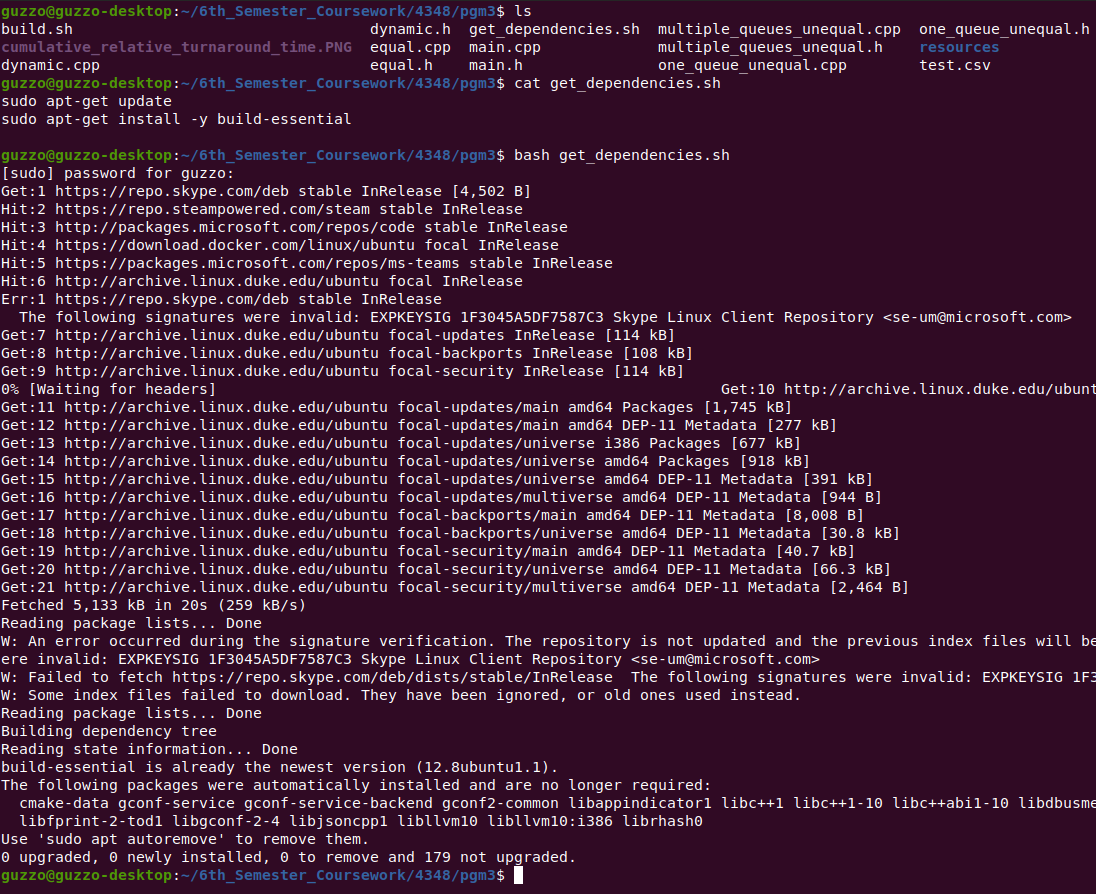 guzzo@guzzo-desktop:~/6th_Semester_Coursework/4348/pgm3$ ls
build.sh dynamic.h get_dependencies.sh multiple_queues_unequal.cpp one_queue_unequal.h
cumulative_relative_turnaround_time.PNG equal.cpp main.cpp multiple_queues_unequal.h resources
dynamic.cpp equal.h main.h one_queue_unequal.cpp test.csv
guzzo@guzzo-desktop:~/6th_Semester_Coursework/4348/pgm3$ cat get_dependencies.sh
sudo apt-get update
sudo apt-get install -y build-essential
guzzo@guzzo-desktop:~/6th_Semester_Coursework/4348/pgm3$ bash get_dependencies.sh
[sudo] password for guzzo:
Get:1 https://repo.skype.com/deb stable InRelease [4,502 B]
Hit:2 https://repo.steampowered.com/steam stable InRelease
Hit:3 http://packages.microsoft.com/repos/code stable InRelease
Hit:4 https://download.docker.com/linux/ubuntu focal InRelease
Hit:5 https://packages.microsoft.com/repos/ms-teams stable InRelease
Hit:6 http://archive.linux.duke.edu/ubuntu focal InRelease
Err:1 https://repo.skype.com/deb stable InRelease
  The following signatures were invalid: EXPKEYSIG 1F3045A5DF7587C3 Skype Linux Client Repository <se-um@microsoft.com>
Get:7 http://archive.linux.duke.edu/ubuntu focal-updates InRelease [114 kB]
Get:8 http://archive.linux.duke.edu/ubuntu focal-backports InRelease [108 kB]
Get:9 http://archive.linux.duke.edu/ubuntu focal-security InRelease [114 kB]
0% [Waiting for headers] Get:10 http://archive.linux.duke.edu/ubunt
Get:11 http://archive.linux.duke.edu/ubuntu focal-updates/main amd64 Packages [1,745 kB]
Get:12 http://archive.linux.duke.edu/ubuntu focal-updates/main amd64 DEP-11 Metadata [277 kB]
Get:13 http://archive.linux.duke.edu/ubuntu focal-updates/universe i386 Packages [677 kB]
Get:14 http://archive.linux.duke.edu/ubuntu focal-updates/universe amd64 Packages [918 kB]
Get:15 http://archive.linux.duke.edu/ubuntu focal-updates/universe amd64 DEP-11 Metadata [391 kB]
Get:16 http://archive.linux.duke.edu/ubuntu focal-updates/multiverse amd64 DEP-11 Metadata [944 B]
Get:17 http://archive.linux.duke.edu/ubuntu focal-backports/main amd64 DEP-11 Metadata [8,008 B]
Get:18 http://archive.linux.duke.edu/ubuntu focal-backports/universe amd64 DEP-11 Metadata [30.8 kB]
Get:19 http://archive.linux.duke.edu/ubuntu focal-security/main amd64 DEP-11 Metadata [40.7 kB]
Get:20 http://archive.linux.duke.edu/ubuntu focal-security/universe amd64 DEP-11 Metadata [66.3 kB]
Get:21 http://archive.linux.duke.edu/ubuntu focal-security/multiverse amd64 DEP-11 Metadata [2,464 B]
Fetched 5,133 kB in 20s (259 kB/s)
Reading package lists... Done
W: An error occurred during the signature verification. The repository is not updated and the previous index files will be
ere invalid: EXPKEYSIG 1F3045A5DF7587C3 Skype Linux Client Repository <se-um@microsoft.com>
W: Failed to fetch https://repo.skype.com/deb/dists/stable/InRelease  The following signatures were invalid: EXPKEYSIG 1F3
W: Some index files failed to download. They have been ignored, or old ones used instead.
Reading package lists... Done
Building dependency tree
Reading state information... Done
build-essential is already the newest version (12.8ubuntu1.1).
The following packages were automatically installed and are no longer required:
  cmake-data gconf-service gconf-service-backend gconf2-common libappindicator1 libc++1 libc++1-10 libc++abi1-10 libdbusme
  libfprint-2-tod1 libgconf-2-4 libjsoncpp1 libllvm10 libllvm10:i386 librhash0
Use 'sudo apt autoremove' to remove them.
0 upgraded, 0 newly installed, 0 to remove and 179 not upgraded.
guzzo@guzzo-desktop:~/6th_Semester_Coursework/4348/pgm3$